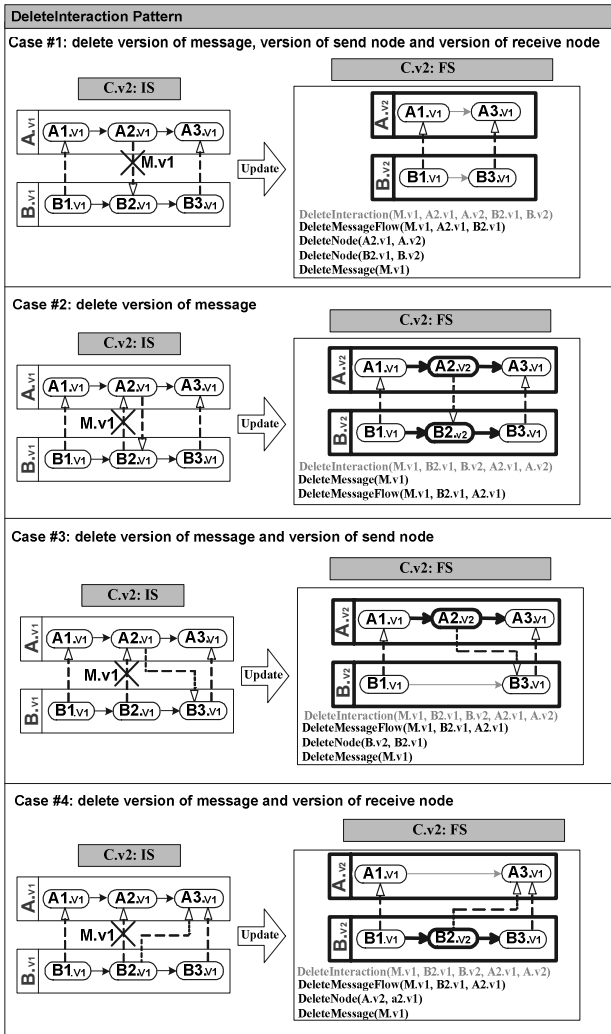 DeleteInteraction Pattern
Case #1: delete version of message, version of send node and version of receive node
C.v2: IS
C.v2: FS
A.v1
A1.v1 A2.v1 A3.v1
M.v1
B.v1
B1.v1 B2.v1 B3.v1
Update
A.v2
A1.v1 A3.v1
B.v2
B1.v1 B3.v1
DeleteInteraction(M.v1, A2.v1, A.v2, B2.v1, B.v2)
DeleteMessageFlow(M.v1, A2.v1, B2.v1)
DeleteNode(A2.v1, A.v2)
DeleteNode(B2.v1, B.v2)
DeleteMessage(M.v1)
Case #2: delete version of message
C.v2: IS
C.v2: FS
A.v1
A1.v1 A2.v1 A3.v1
M.v1
B.v1
B1.v1 B2.v1 B3.v1
Update
A.v2
A1.v1 A2.v2 A3.v1
B.v2
B1.v1 B2.v2 B3.v1
DeleteInteraction(M.v1, B2.v1, B.v2, A2.v1, A.v2)
DeleteMessage(M.v1)
DeleteMessageFlow(M.v1, B2.v1, A2.v1)
Case #3: delete version of message and version of send node
C.v2: IS
C.v2: FS
A.v1
A1.v1 A2.v1 A3.v1
M.v1
B.v1
B1.v1 B2.v1 B3.v1
Update
A.v2
A1.v1 A2.v2 A3.v1
B.v2
B1.v1 B3.v1
DeleteInteraction(M.v1, B2.v1, B.v2, A2.v1, A.v2)
DeleteMessageFlow(M.v1, B2.v1, A2.v1)
DeleteNode(B.v2, B2.v1)
DeleteMessage(M.v1)
Case #4: delete version of message and version of receive node
C.v2: IS
C.v2: FS
A.v1
A1.v1 A2.v1 A3.v1
M.v1
B.v1
B1.v1 B2.v1 B3.v1
Update
A.v2
A1.v1 A3.v1
B.v2
B1.v1 B2.v2 B3.v1
DeleteInteraction(M.v1, B2.v1, B.v2, A2.v1, A.v2)
DeleteMessageFlow(M.v1, B2.v1, A2.v1)
DeleteNode(A.v2, a2.v1)
DeleteMessage(M.v1)